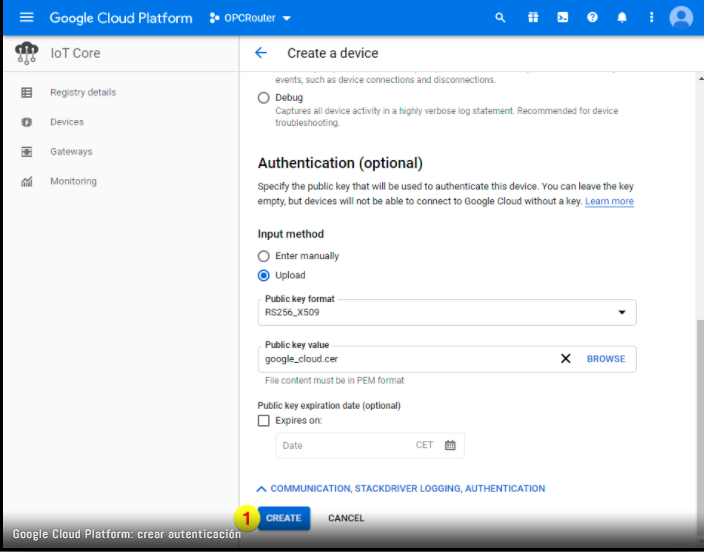 Google Cloud Platform OPCRouter
IoT Core
Create a device
Registry details
Devices
Gateways
Monitoring
events, such as device connections and disconnections.
Debug
Captures all device activity in a highly verbose log statement. Recommended for device
troubleshooting.
Authentication (optional)
Specify the public key that will be used to authenticate this device. You can leave the key
empty, but devices will not be able to connect to Google Cloud without a key. Learn more
Input method
Enter manually
Upload
Public key format
RS256_X509
Public key value
google_cloud.cer
BROWSE
File content must be in PEM format
Public key expiration date (optional)
Expires on:
Date CET
COMMUNICATION, STACKDRIVER LOGGING, AUTHENTICATION
1 CREATE CANCEL
Google Cloud Platform: crear autenticación